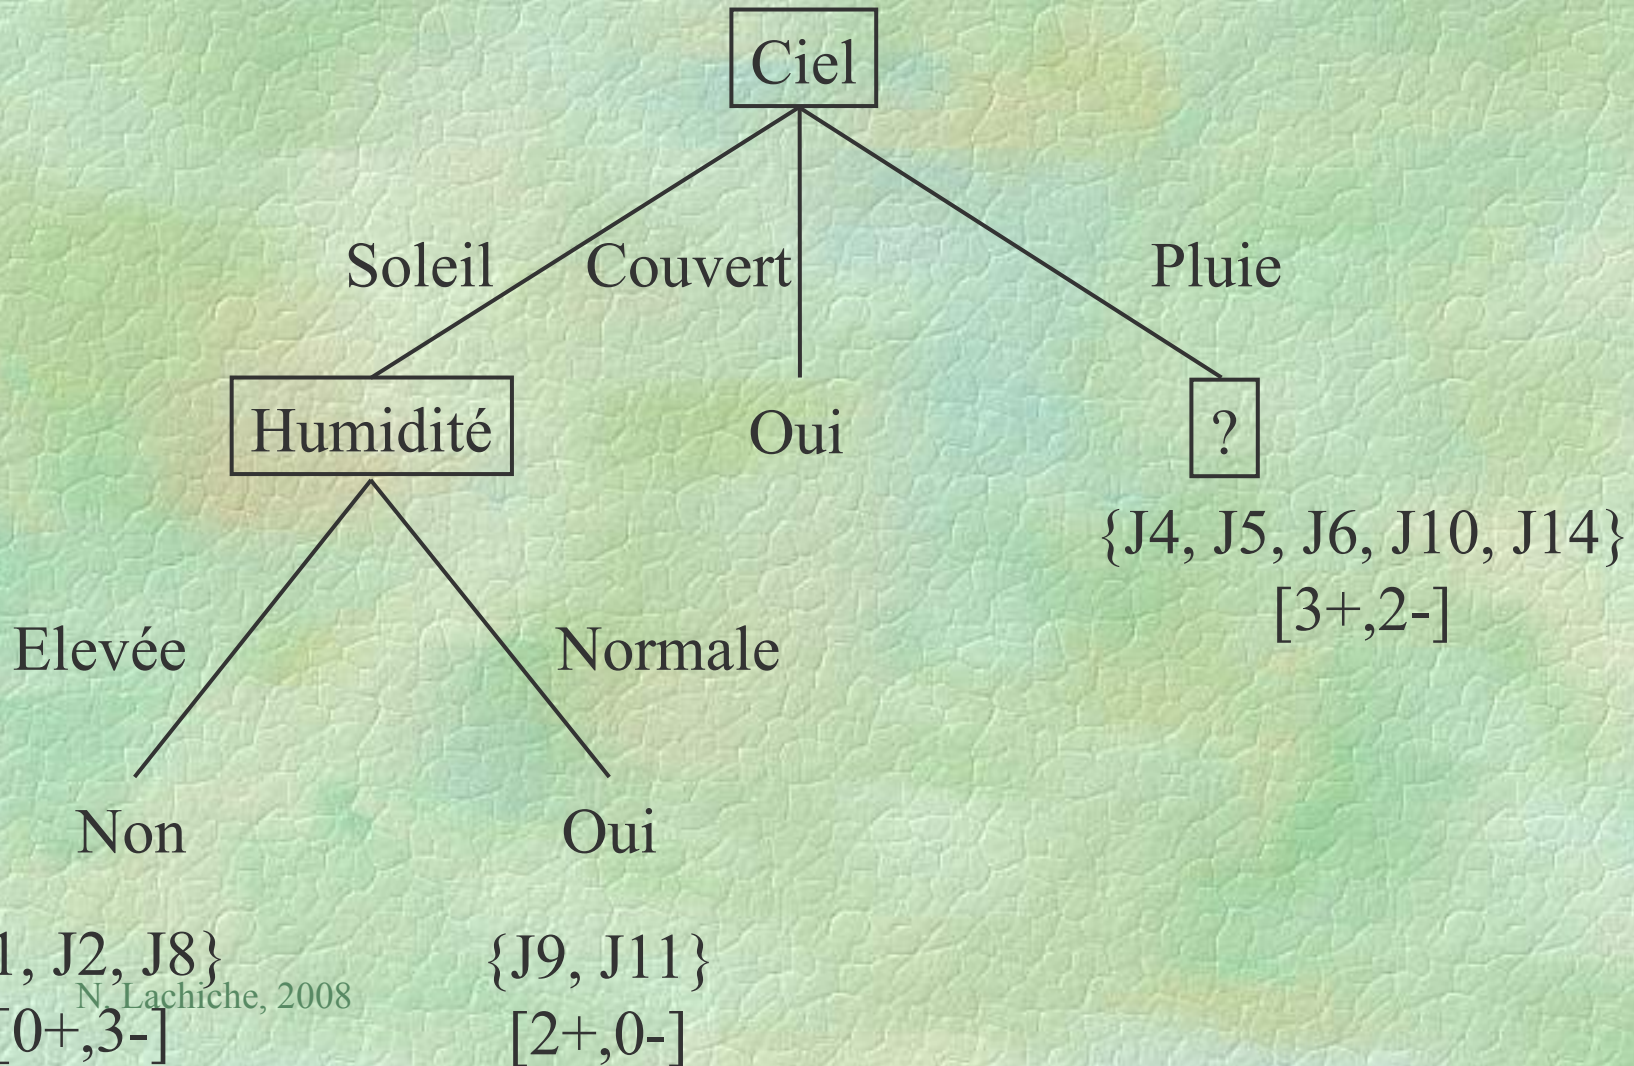 Ciel
Soleil Couvert Pluie
Humidité Oui ?
{J4, J5, J6, J10, J14}
[3+,2-]
Elevée Normale
Non Oui
1, J2, J8} {J9, J11}
N. Lachiche, 2008
[0+,3-] [2+,0-]